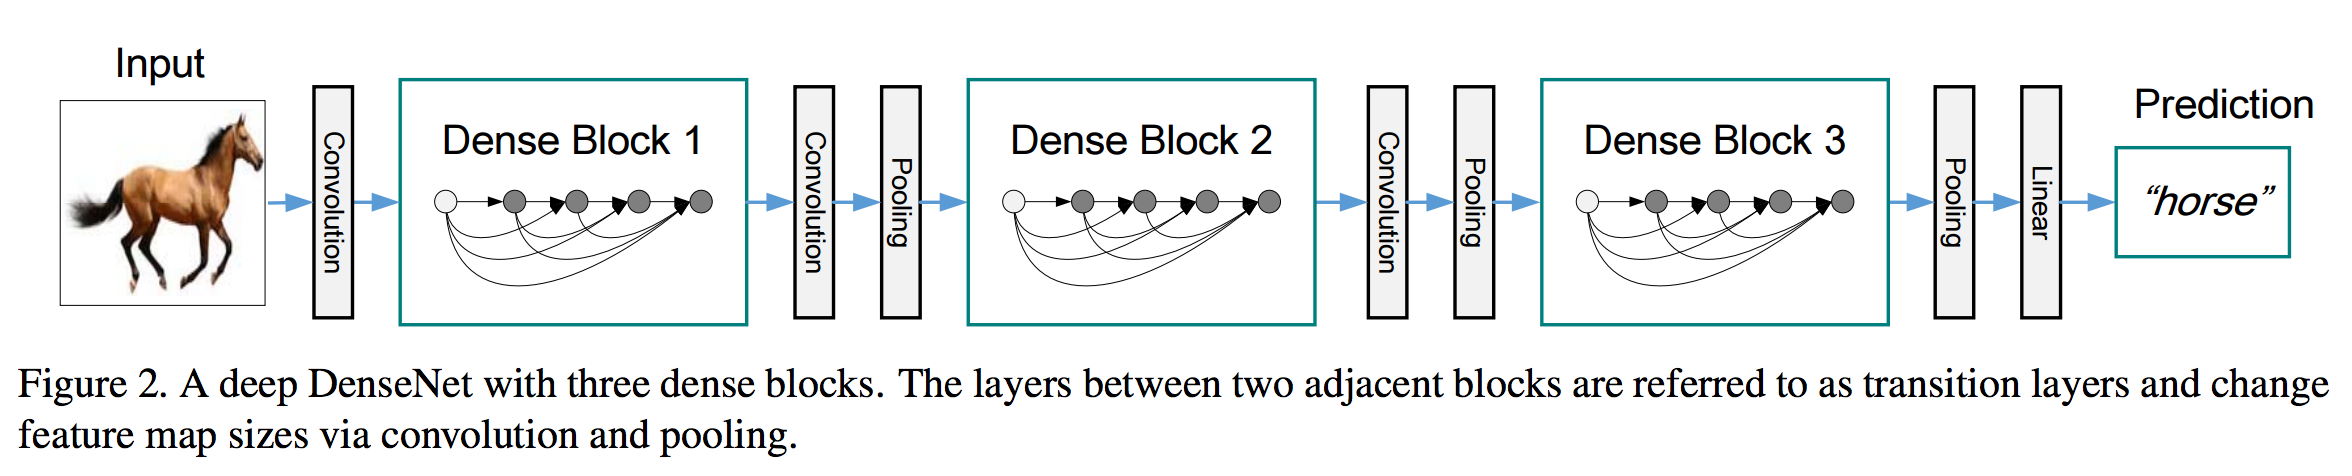 Input
Convolution
Dense Block 1
Convolution
Pooling
Dense Block 2
Convolution
Pooling
Dense Block 3
Pooling
Linear
Prediction
“horse”
Figure 2. A deep DenseNet with three dense blocks. The layers between two adjacent blocks are referred to as transition layers and change
feature map sizes via convolution and pooling.